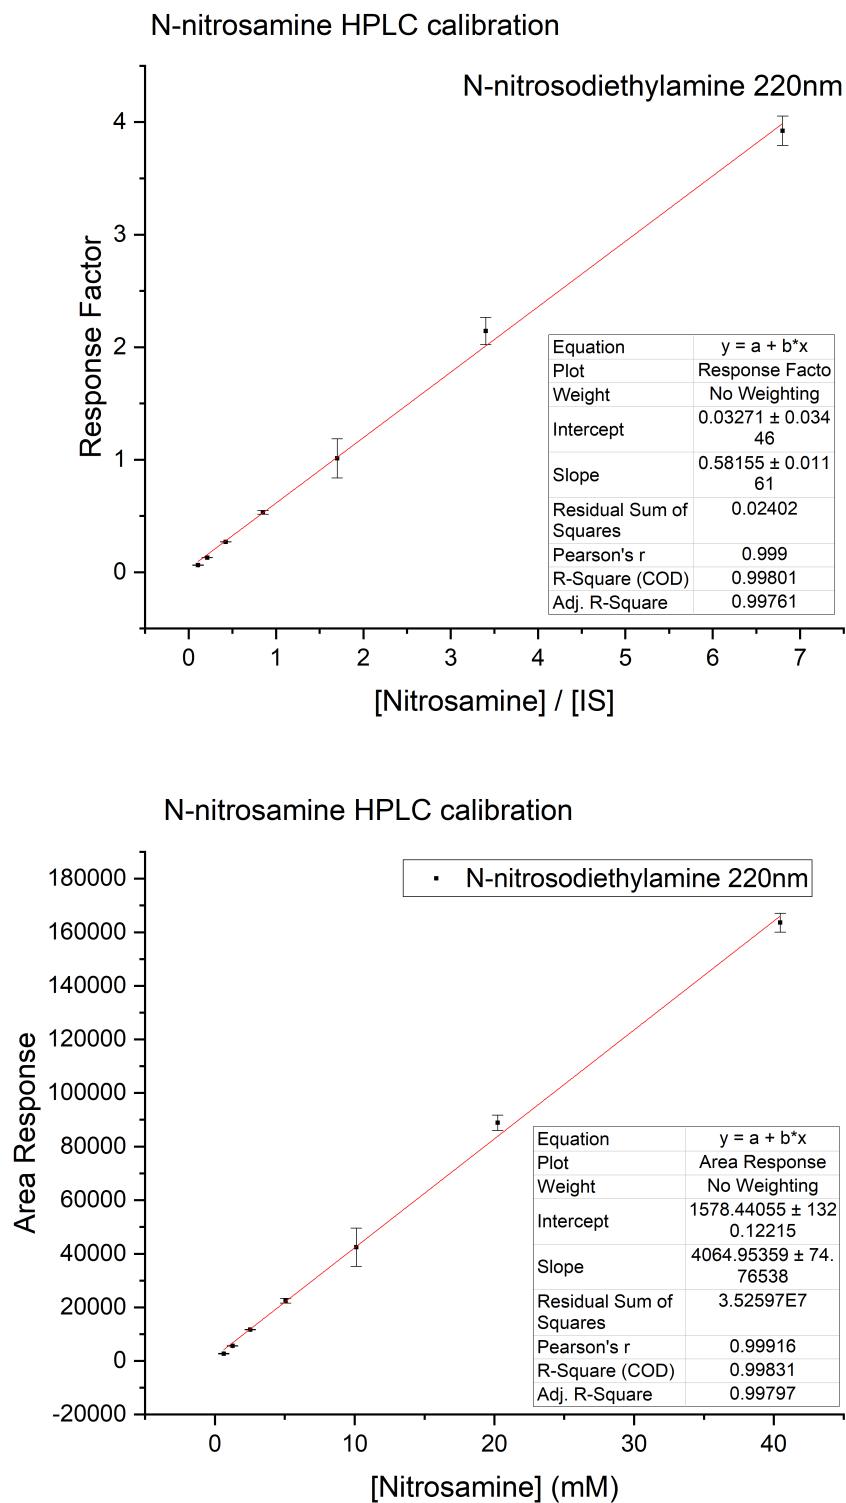 N-nitrosamine HPLC calibration
N-nitrosodiethylamine 220nm
4
3
2
1
0
Response Factor
Equation y = a + b*x
Plot Response Facto
Weight No Weighting
Intercept 0.03271 ± 0.034
46
Slope 0.58155 ± 0.011
61
Residual Sum of 0.02402
Squares
Pearson's r 0.999
R-Square (COD) 0.99801
Adj. R-Square 0.99761
0 1 2 3 4 5 6 7
[Nitrosamine] / [IS]
N-nitrosamine HPLC calibration
N-nitrosodiethylamine 220nm
180000
160000
140000
120000
100000
80000
60000
40000
20000
0
-20000
Area Response
Equation y = a + b*x
Plot Area Response
Weight No Weighting
Intercept 1578.44055 ± 132
0.12215
Slope 4064.95359 ± 74.
76538
Residual Sum of 3.52597E7
Squares
Pearson's r 0.99916
R-Square (COD) 0.99831
Adj. R-Square 0.99797
0 10 20 30 40
[Nitrosamine] (mM)